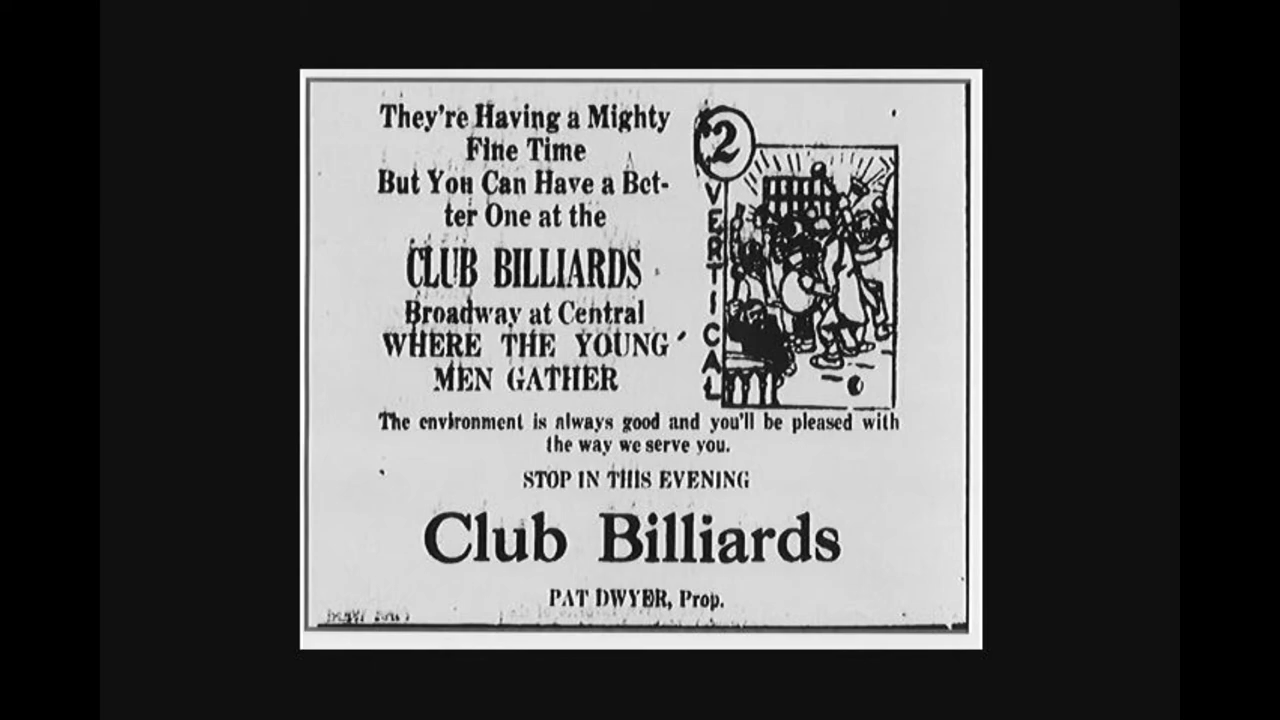 They're Having a Mighty
Fine Time
But You Can Have a Bet-
ter One at the
CLUB BILLIARDS
Broadway at Central
WHERE THE YOUNG
MEN GATHER
2
VERTICAL
The environment is always good and you'll be pleased with
the way we serve you.
STOP IN THIS EVENING
Club Billiards
PAT DWYER, Prop.